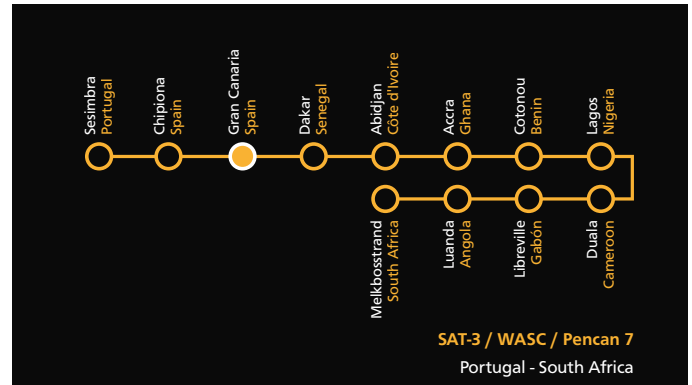 Sesimbra
Portugal
Chipiona
Spain
Gran Canaria
Spain
Dakar
Senegal
Abidjan
Côte d'Ivoire
Accra
Ghana
Cotonou
Benin
Lagos
Nigeria
Melkbosstrand
South Africa
Luanda
Angola
Libreville
Gabón
Duala
Cameroon
SAT-3 / WASC / Pencan 7
Portugal - South Africa